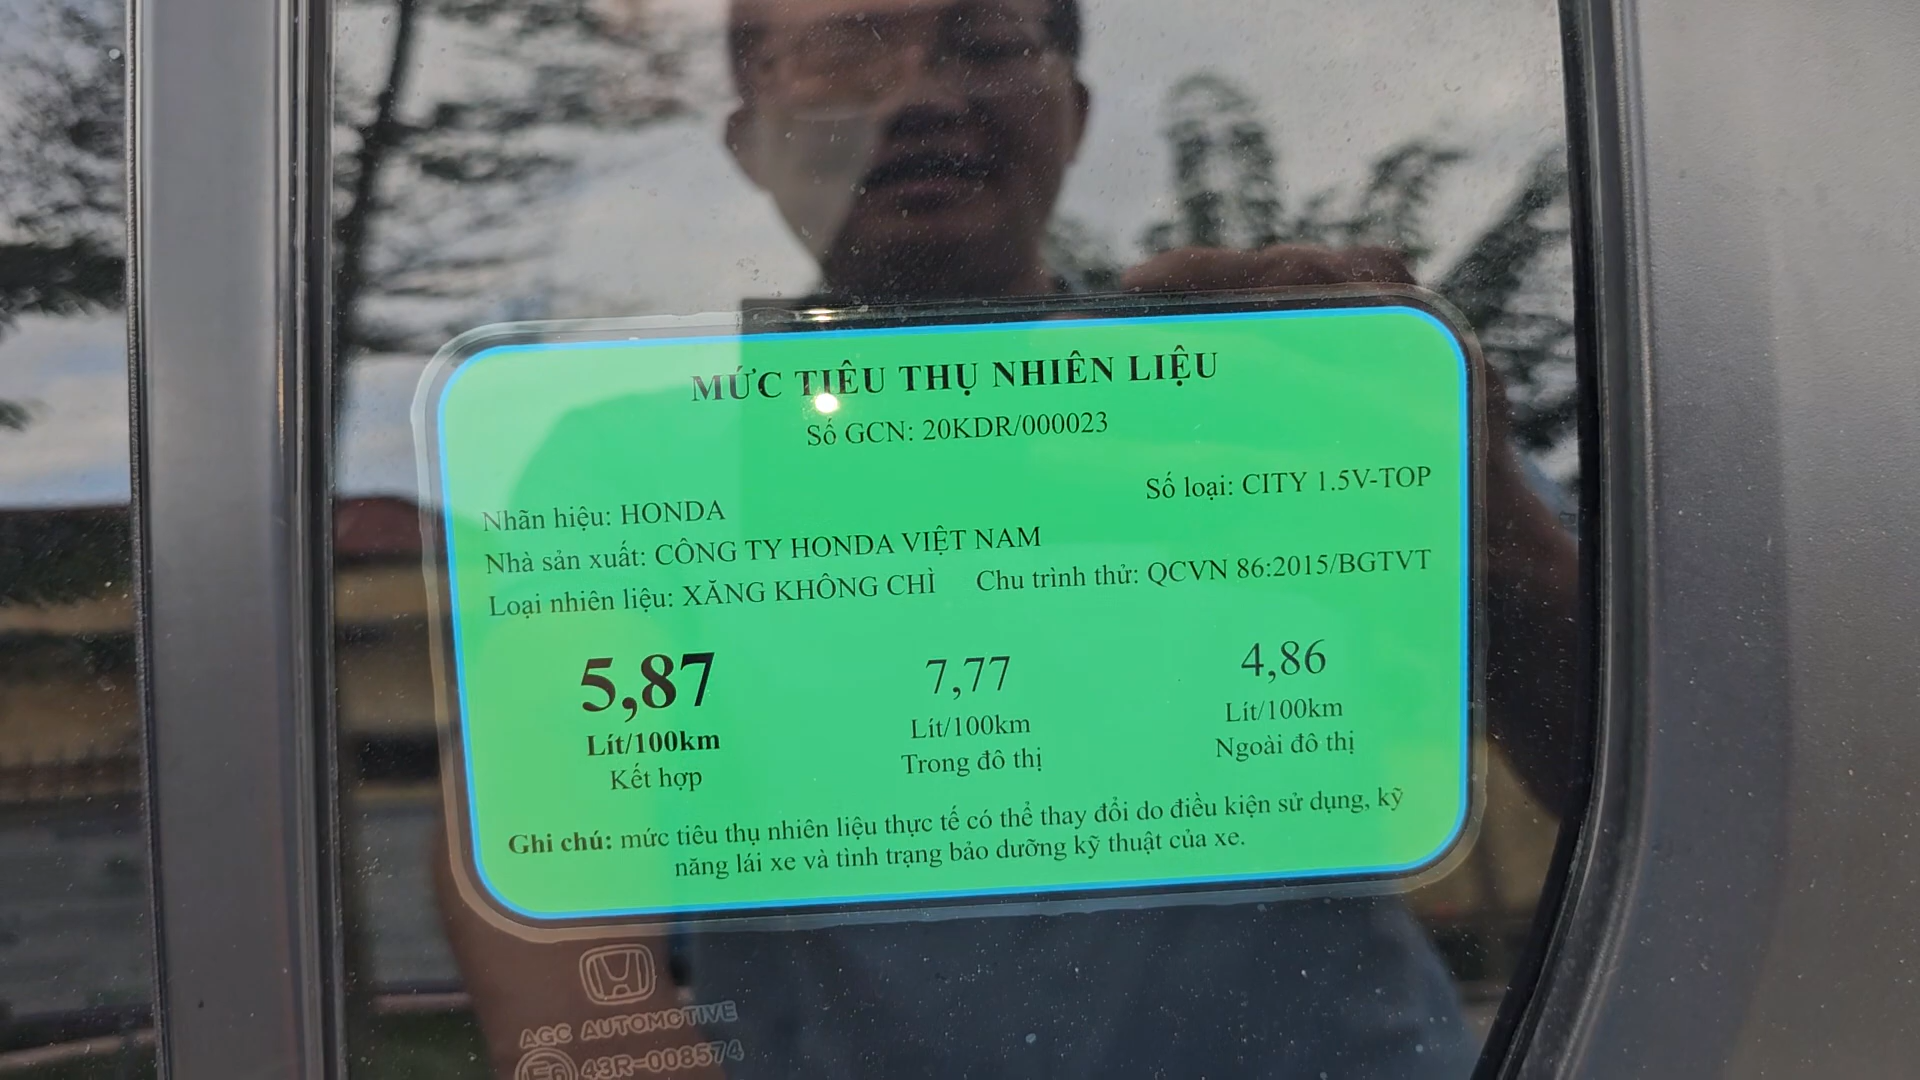 MỨC TIÊU THỤ NHIÊN LIỆU
Số GCN: 20KDR/000023
Nhãn hiệu: HONDA Số loại: CITY 1.5V-TOP
Nhà sản xuất: CÔNG TY HONDA VIỆT NAM
Loại nhiên liệu: XĂNG KHÔNG CHÌ Chu trình thử: QCVN 86:2015/BGTVT
5,87 7,77 4,86
Lít/100km Lít/100km Lít/100km
Kết hợp Trong đô thị Ngoài đô thị
Ghi chú: mức tiêu thụ nhiên liệu thực tế có thể thay đổi do điều kiện sử dụng, kỹ
năng lái xe và tình trạng bảo dưỡng kỹ thuật của xe.
AGC AUTOMOTIVE
E6 43R-008574